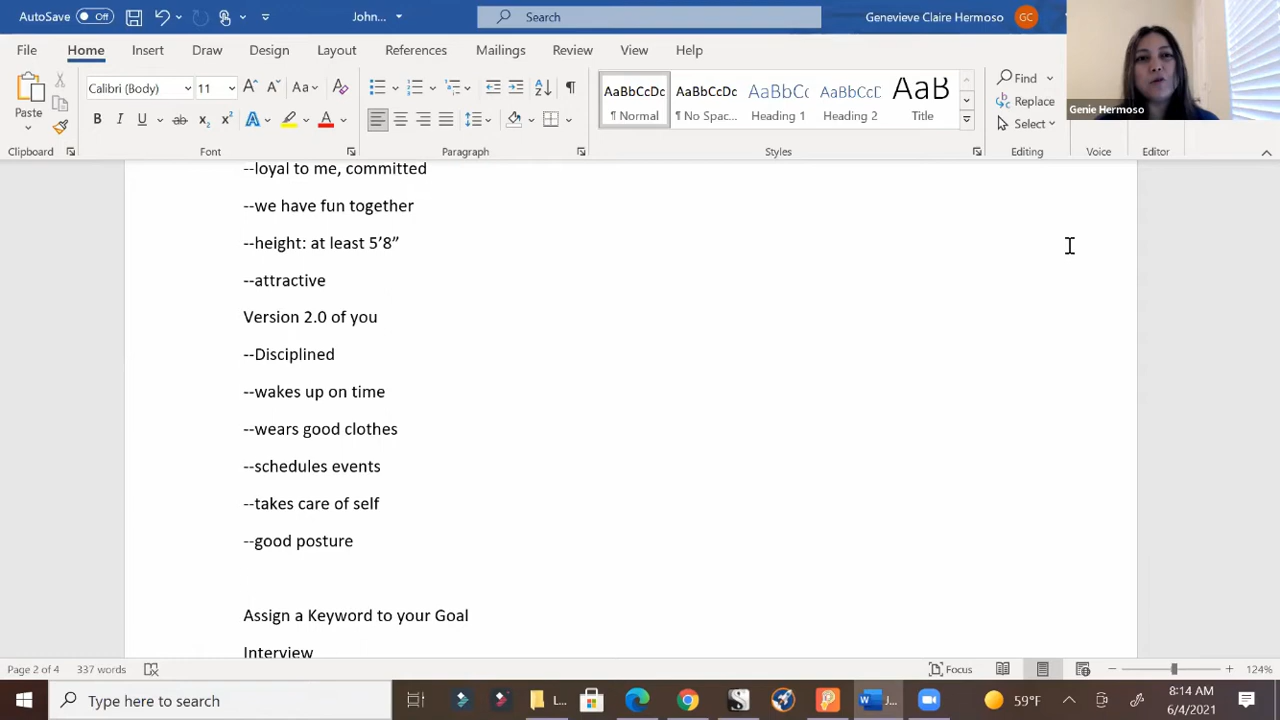 AutoSave Off John... Search Genevieve Claire Hermoso GC
File Home Insert Draw Design Layout References Mailings Review View Help
Paste
Clipboard
Calibri (Body) 11
Font
Paragraph
AaBbCcDc AaBbCcDc AaBbCc AaBbCcD AaB
¶ Normal ¶ No Spac... Heading 1 Heading 2 Title
Styles
Find
Replace
Select
Editing
Voice
Editor
Genie Hermoso
--loyal to me, committed
--we have fun together
--height: at least 5’8”
--attractive
Version 2.0 of you
--Disciplined
--wakes up on time
--wears good clothes
--schedules events
--takes care of self
--good posture
Assign a Keyword to your Goal
Interview
Page 2 of 4 337 words Focus 124%
Type here to search L... J... 59°F 8:14 AM
6/4/2021